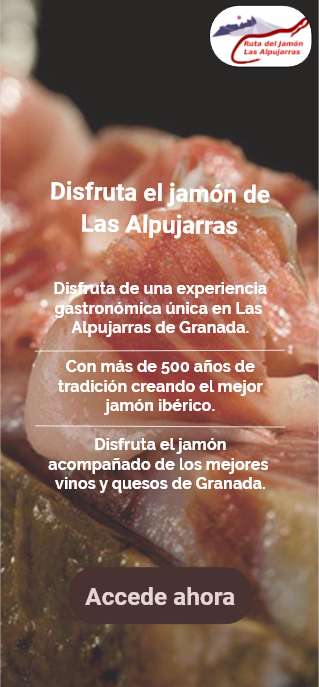 Ruta del Jamón
Las Alpujarras
Disfruta el jamón de
Las Alpujarras
Disfruta de una experiencia
gastronómica única en Las
Alpujarras de Granada.
Con más de 500 años de
tradición creando el mejor
jamón ibérico.
Disfruta el jamón
acompañado de los mejores
vinos y quesos de Granada.
Accede ahora